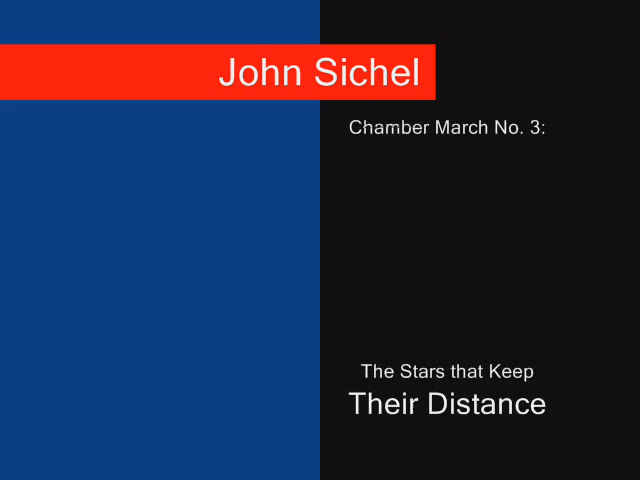 John Sichel
Chamber March No. 3:
The Stars that Keep
Their Distance